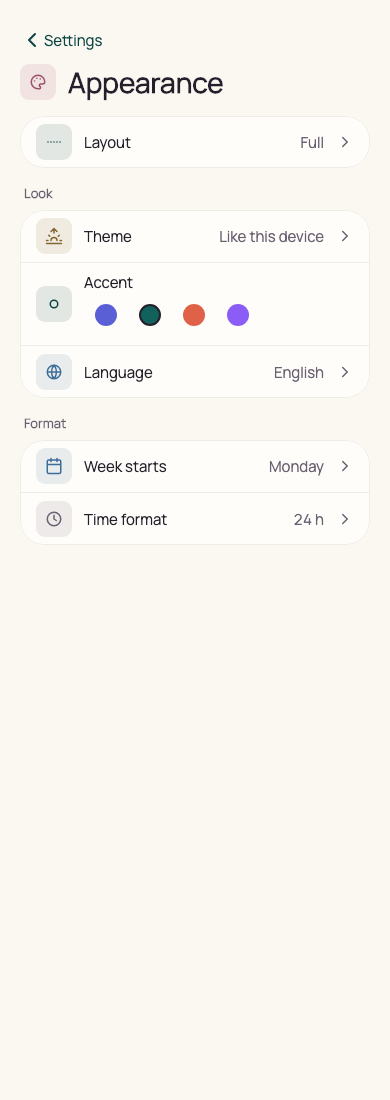 Settings
Appearance
Layout Full
Look
Theme Like this device
Accent
Language English
Format
Week starts Monday
Time format 24 h